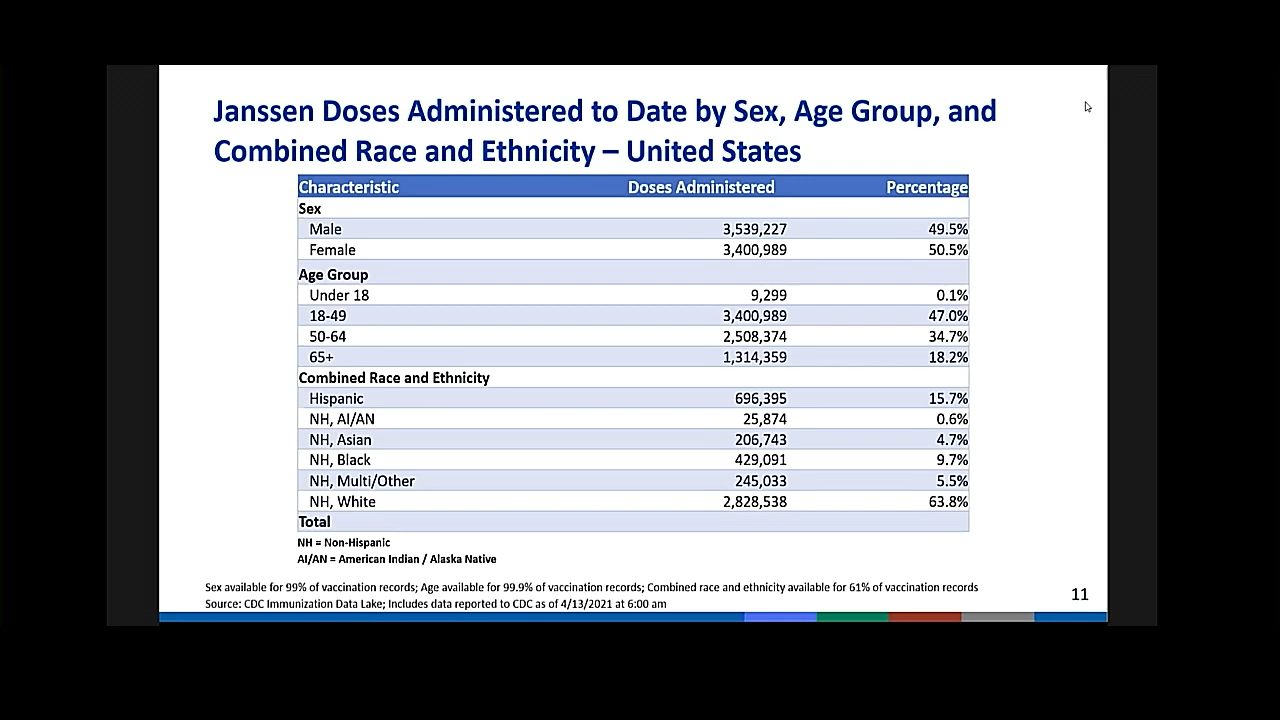 Janssen Doses Administered to Date by Sex, Age Group, and
Combined Race and Ethnicity – United States
Characteristic Doses Administered Percentage
Sex
Male 3,539,227 49.5%
Female 3,400,989 50.5%
Age Group
Under 18 9,299 0.1%
18-49 3,400,989 47.0%
50-64 2,508,374 34.7%
65+ 1,314,359 18.2%
Combined Race and Ethnicity
Hispanic 696,395 15.7%
NH, AI/AN 25,874 0.6%
NH, Asian 206,743 4.7%
NH, Black 429,091 9.7%
NH, Multi/Other 245,033 5.5%
NH, White 2,828,538 63.8%
Total
NH = Non-Hispanic
AI/AN = American Indian / Alaska Native
Sex available for 99% of vaccination records; Age available for 99.9% of vaccination records; Combined race and ethnicity available for 61% of vaccination records
Source: CDC Immunization Data Lake; Includes data reported to CDC as of 4/13/2021 at 6:00 am
11